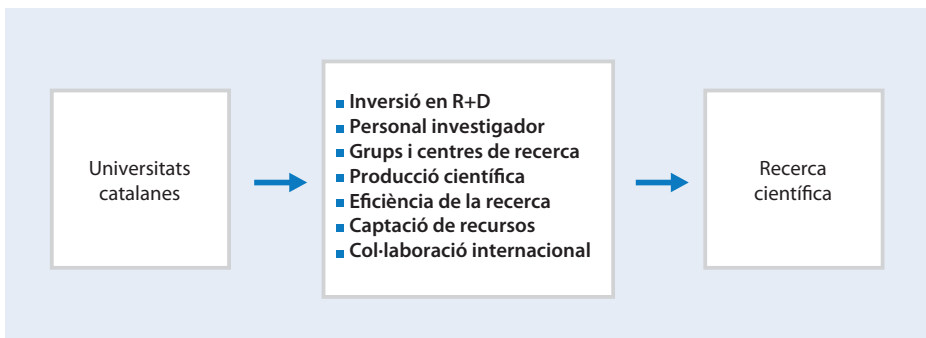 Universitats
catalanes
Inversió en R+D
Personal investigador
Grups i centres de recerca
Producció científica
Eficiència de la recerca
Captació de recursos
Col·laboració internacional
Recerca
científica